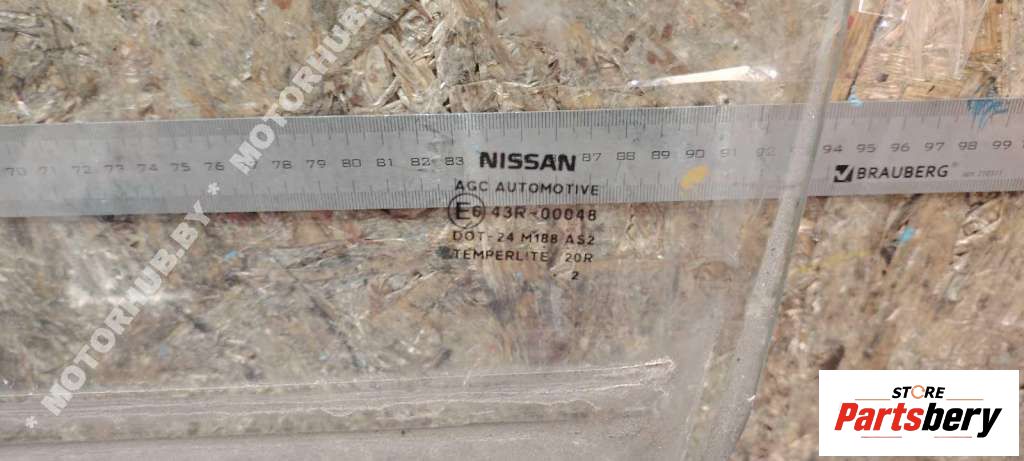 * MOTORHUB.BY * MOTORHUB.BY *
70 71 72 73 74 75 76 78 79 80 81 82 83 87 88 89 90 91 92 94 95 96 97 98 99
BRAUBERG®
NISSAN
AGC AUTOMOTIVE
E6 43R-00048
DOT-24 M188 AS2
TEMPERLITE 20R
2
STORE
Partsbery